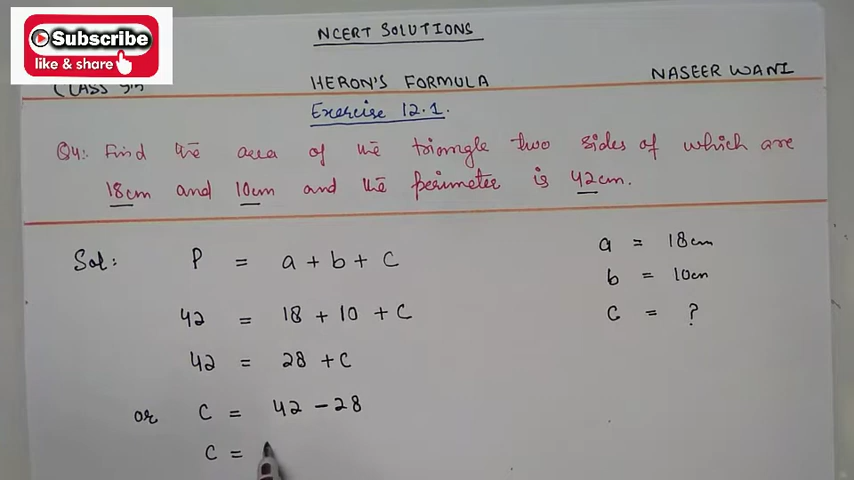 Subscribe
like & share
NCERT SOLUTIONS
CLASS 9th
HERON'S FORMULA
NASEER WANI
Exercise 12.1.
Q4: Find the area of the triangle two sides of which are
18cm and 10cm and the perimeter is 42cm.
Sol: P = a + b + c
42 = 18 + 10 + C
42 = 28 + C
or C = 42 - 28
C =
a = 18cm
b = 10cm
C = ?